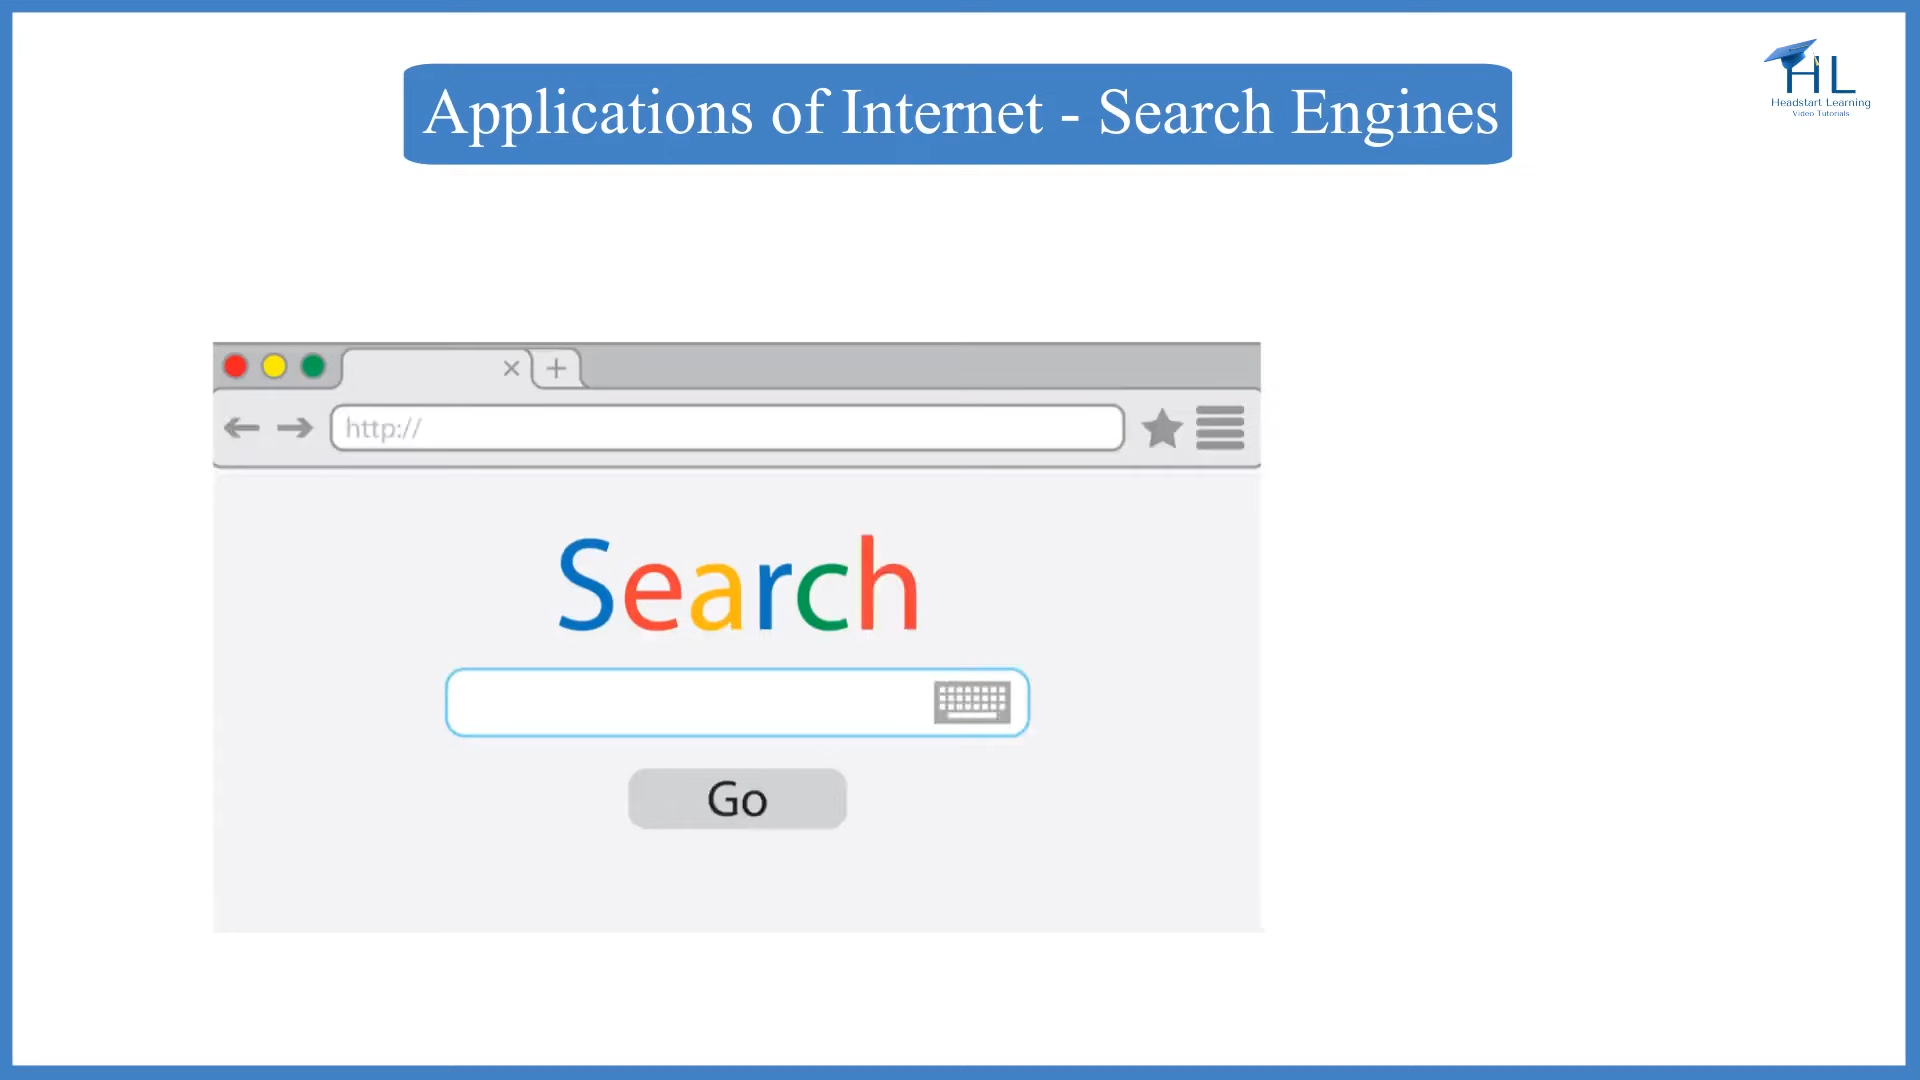 Applications of Internet - Search Engines
HL
Headstart Learning
Video Tutorials
http://
Search
Go